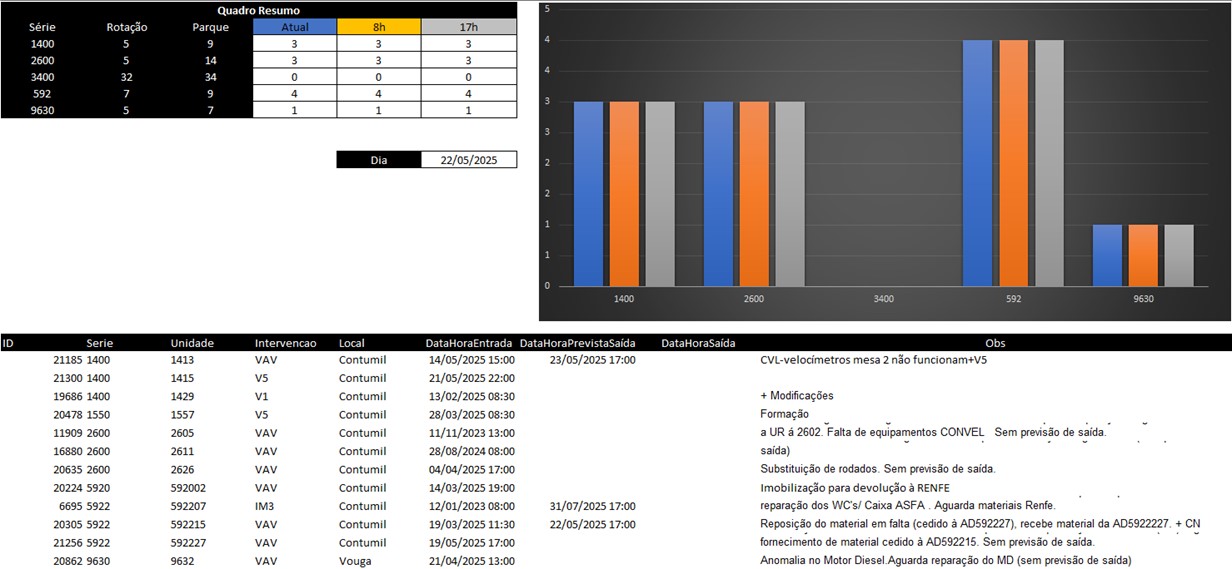 Quadro Resumo
Série Rotação Parque Atual 8h 17h
1400 5 9 3 3 3
2600 5 14 3 3 3
3400 32 34 0 0 0
592 7 9 4 4 4
9630 5 7 1 1 1
Dia 22/05/2025
5
4
4
3
3
2
2
1
1
0
1400 2600 3400 592 9630
ID Serie Unidade Intervencao Local DataHoraEntrada DataHoraPrevistaSaída DataHoraSaída Obs
21185 1400 1413 VAV Contumil 14/05/2025 15:00 23/05/2025 17:00 CVL-velocímetros mesa 2 não funcionam+V5
21300 1400 1415 V5 Contumil 21/05/2025 22:00
19686 1400 1429 V1 Contumil 13/02/2025 08:30 + Modificações
20478 1550 1557 V5 Contumil 28/03/2025 08:30 Formação
11909 2600 2605 VAV Contumil 11/11/2023 13:00 a UR á 2602. Falta de equipamentos CONVEL Sem previsão de saída.
16880 2600 2611 VAV Contumil 28/08/2024 08:00 saída)
20635 2600 2626 VAV Contumil 04/04/2025 17:00 Substituição de rodados. Sem previsão de saída.
20224 5920 592002 VAV Contumil 14/03/2025 19:00 Imobilização para devolução à RENFE
6695 5922 592207 IM3 Contumil 12/01/2023 08:00 31/07/2025 17:00 reparação dos WC's/ Caixa ASFA . Aguarda materiais Renfe.
20305 5922 592215 VAV Contumil 19/03/2025 11:30 22/05/2025 17:00 Reposição do material em falta (cedido à AD592227), recebe material da AD5922227. + CN
21256 5922 592227 VAV Contumil 19/05/2025 17:00 fornecimento de material cedido à AD592215. Sem previsão de saída.
20862 9630 9632 VAV Vouga 21/04/2025 13:00 Anomalia no Motor Diesel.Aguarda reparação do MD (sem previsão de saída)